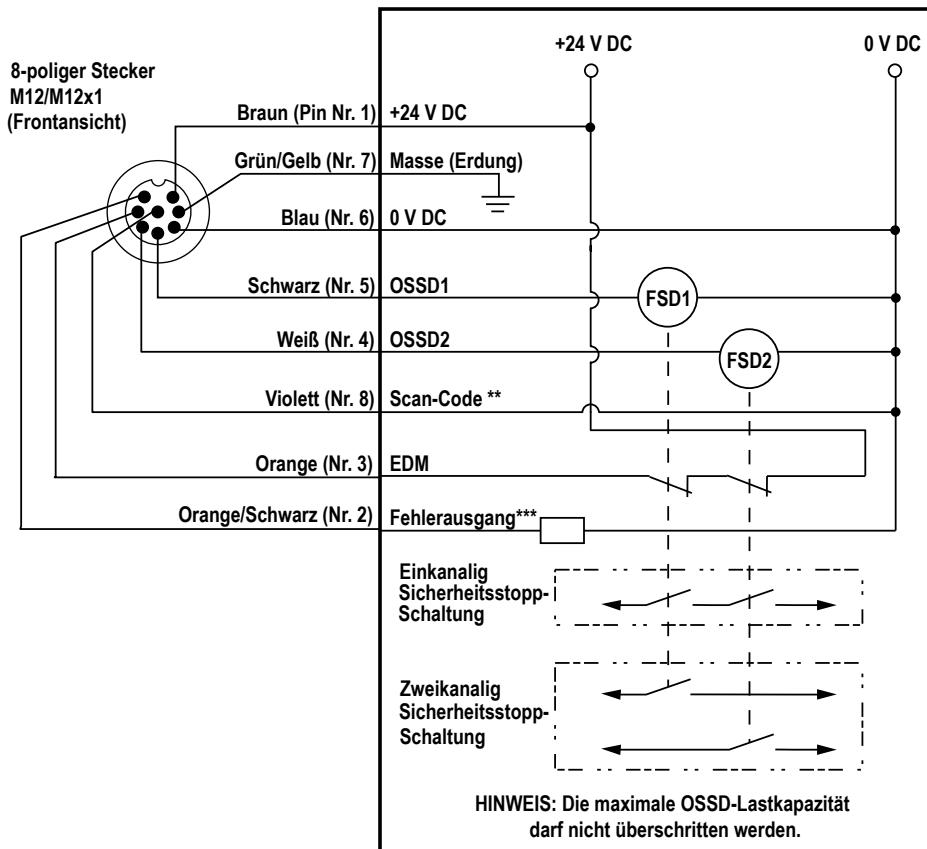 +24 V DC
0 V DC
8-poliger Stecker
M12/M12x1
(Frontansicht)
Braun (Pin Nr. 1) +24 V DC
Grün/Gelb (Nr. 7) Masse (Erdung)
Blau (Nr. 6) 0 V DC
Schwarz (Nr. 5) OSSD1
FSD1
Weiß (Nr. 4) OSSD2
FSD2
Violett (Nr. 8) Scan-Code **
Orange (Nr. 3) EDM
Orange/Schwarz (Nr. 2) Fehlerausgang***
Einkanalig
Sicherheitsstopp-
Schaltung
Zweikanalig
Sicherheitsstopp-
Schaltung
HINWEIS: Die maximale OSSD-Lastkapazität
darf nicht überschritten werden.